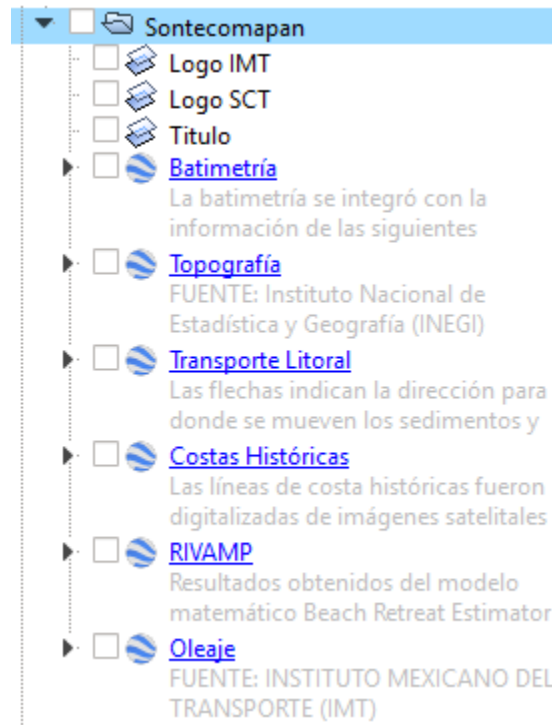 Sontecomapan
Logo IMT
Logo SCT
Titulo
Batimetría
La batimetría se integró con la
información de las siguientes
Topografía
FUENTE: Instituto Nacional de
Estadística y Geografía (INEGI)
Transporte Litoral
Las flechas indican la dirección para
donde se mueven los sedimentos y
Costas Históricas
Las líneas de costa históricas fueron
digitalizadas de imágenes satelitales
RIVAMP
Resultados obtenidos del modelo
matemático Beach Retreat Estimator
Oleaje
FUENTE: INSTITUTO MEXICANO DEL
TRANSPORTE (IMT)